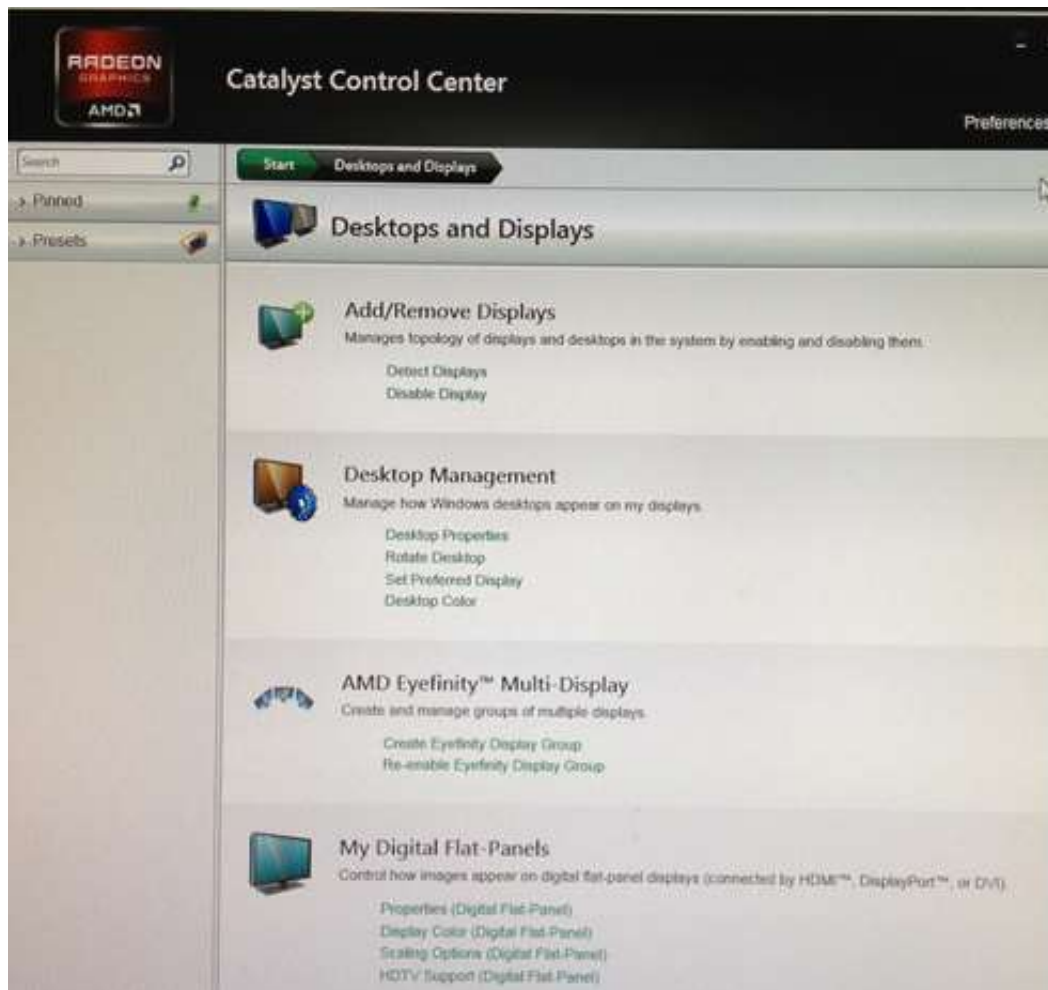 RADEON
GRAPHICS
AMD
Catalyst Control Center
Preferences
Search
Start
Desktops and Displays
> Pinned
> Presets
Desktops and Displays
Add/Remove Displays
Manages topology of displays and desktops in the system by enabling and disabling them.
Detect Displays
Disable Display
Desktop Management
Manage how Windows desktops appear on my displays.
Desktop Properties
Rotate Desktop
Set Preferred Display
Desktop Color
AMD Eyefinity™ Multi-Display
Create and manage groups of multiple displays.
Create Eyefinity Display Group
Re-enable Eyefinity Display Group
My Digital Flat-Panels
Control how images appear on digital flat-panel displays (connected by HDMI™, DisplayPort™, or DVI).
Properties (Digital Flat-Panel)
Display Color (Digital Flat-Panel)
Scaling Options (Digital Flat-Panel)
HDTV Support (Digital Flat-Panel)